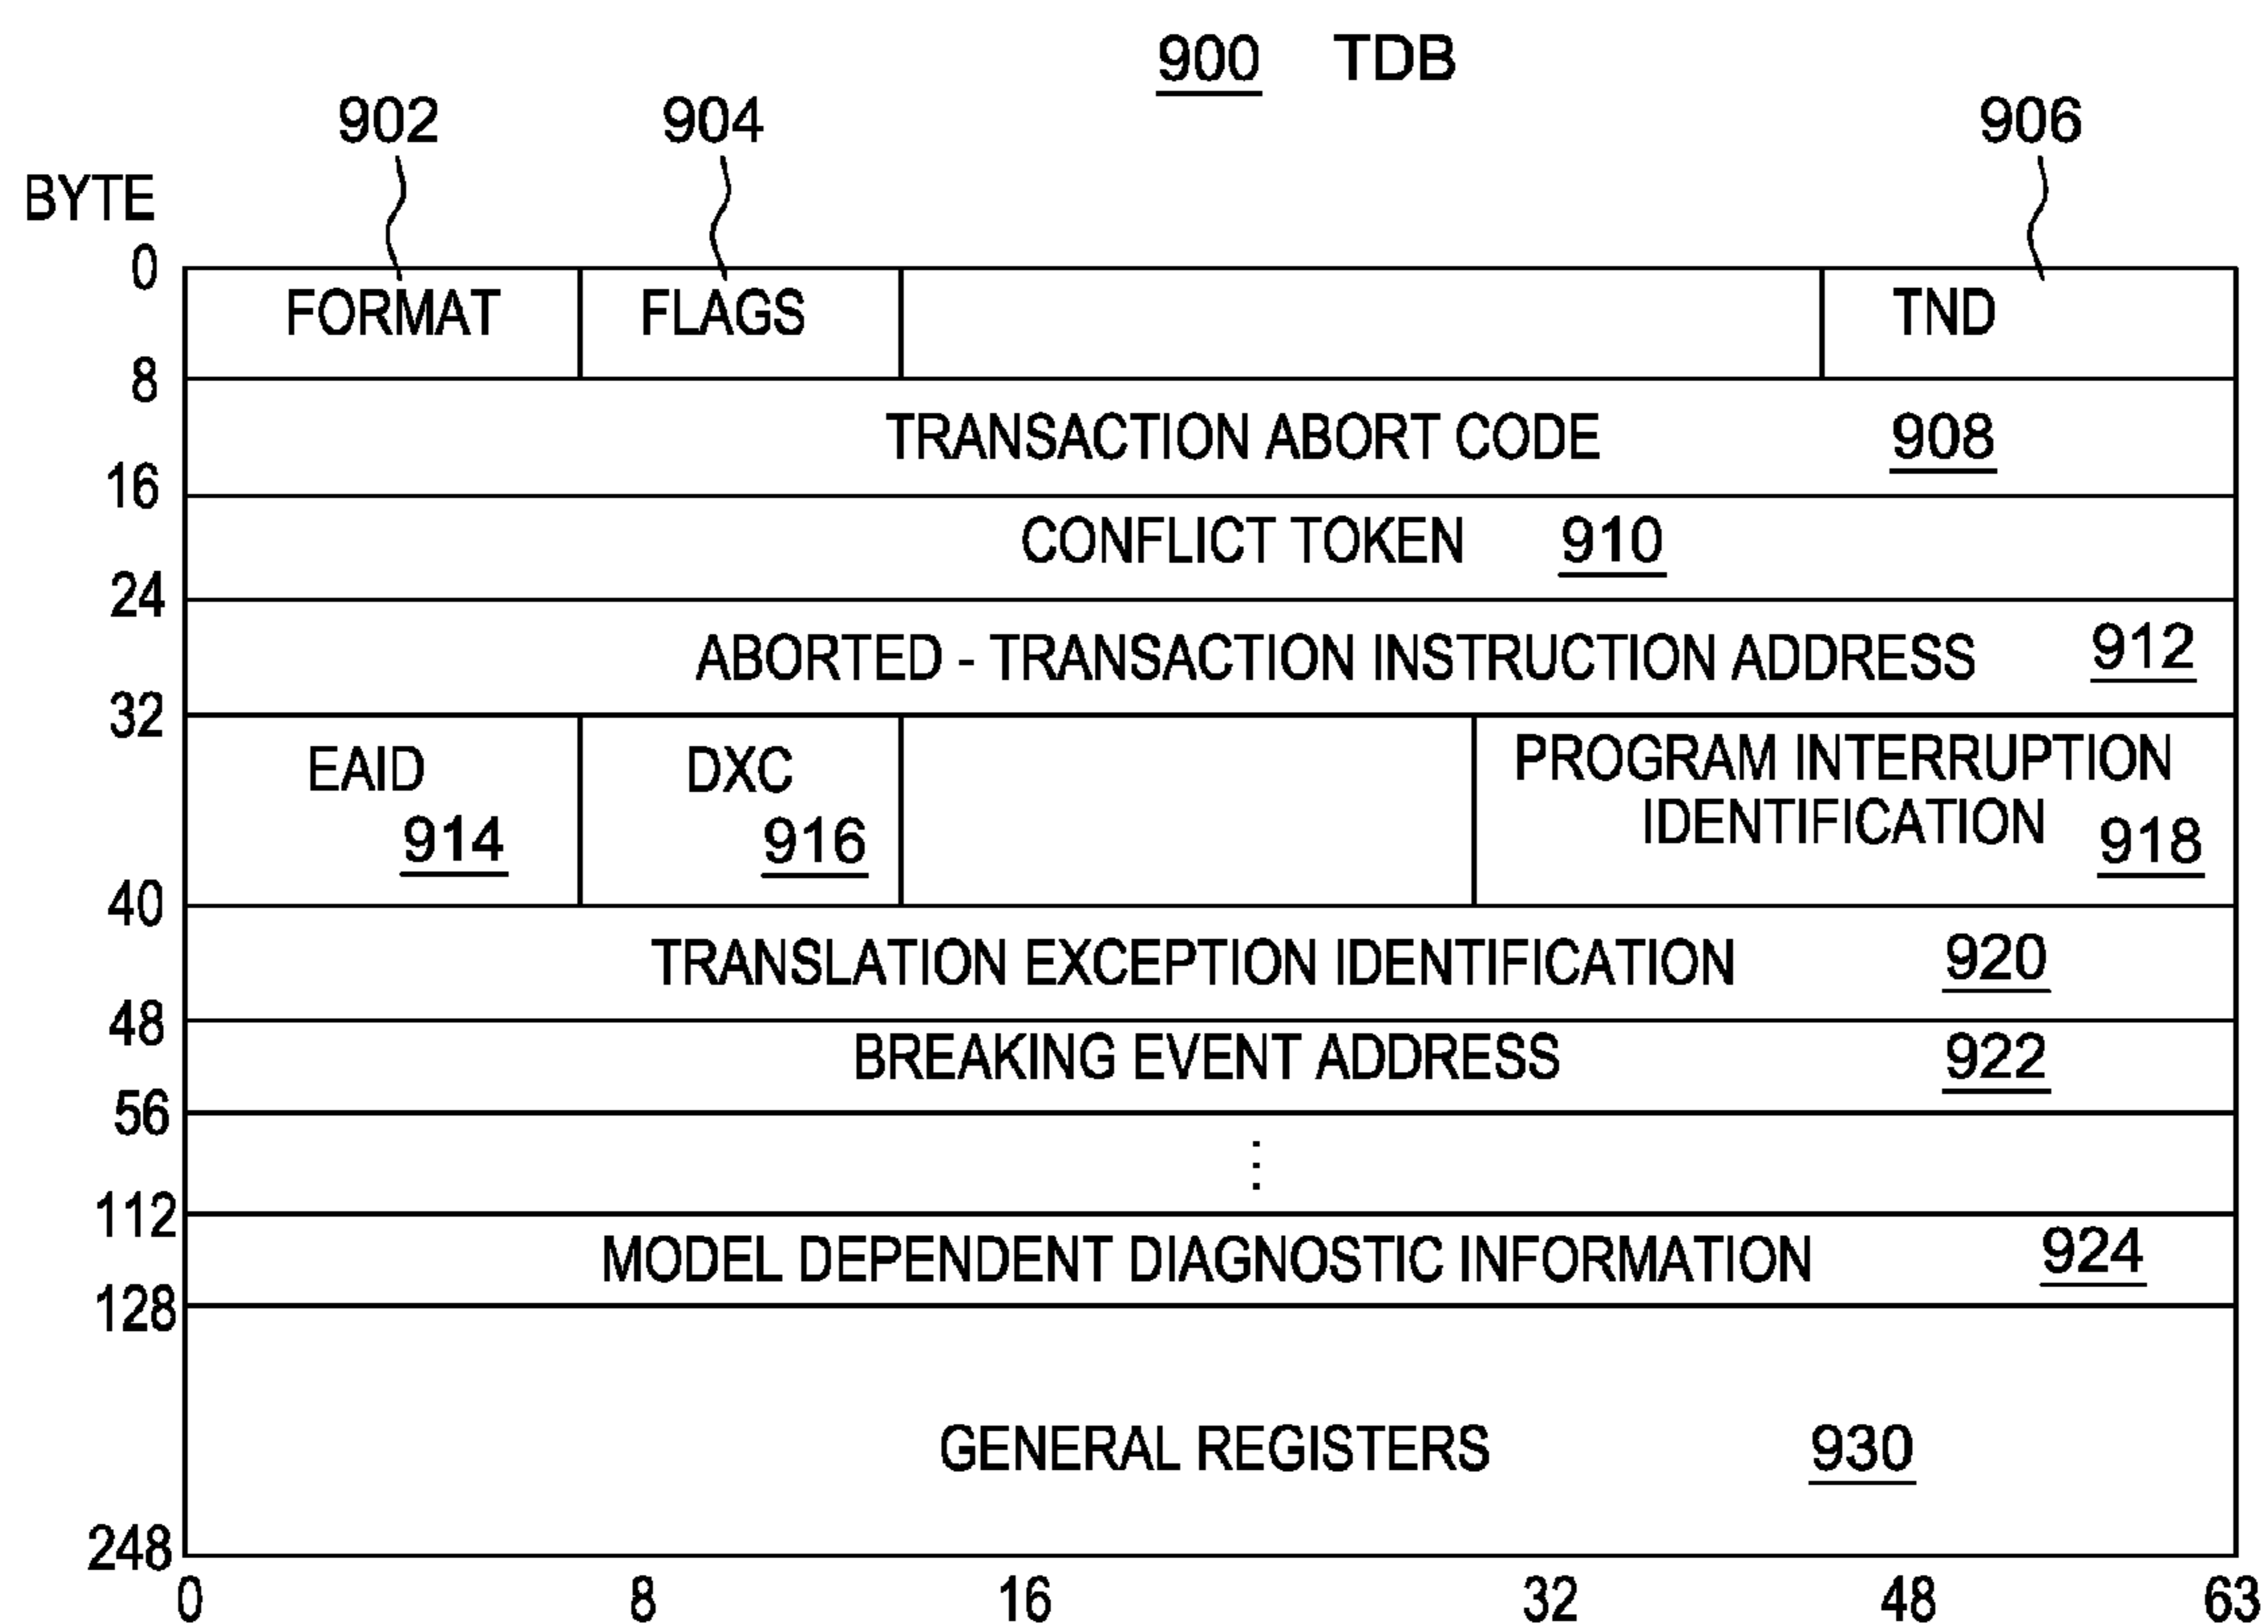 900 TDB
902 904 906
BYTE
0
FORMAT FLAGS TND
8
TRANSACTION ABORT CODE 908
16
CONFLICT TOKEN 910
24
ABORTED - TRANSACTION INSTRUCTION ADDRESS 912
32
EAID 914
DXC 916
PROGRAM INTERRUPTION
IDENTIFICATION 918
40
TRANSLATION EXCEPTION IDENTIFICATION 920
48
BREAKING EVENT ADDRESS 922
56
⋮
112
MODEL DEPENDENT DIAGNOSTIC INFORMATION 924
128
GENERAL REGISTERS 930
248
0 8 16 32 48 63